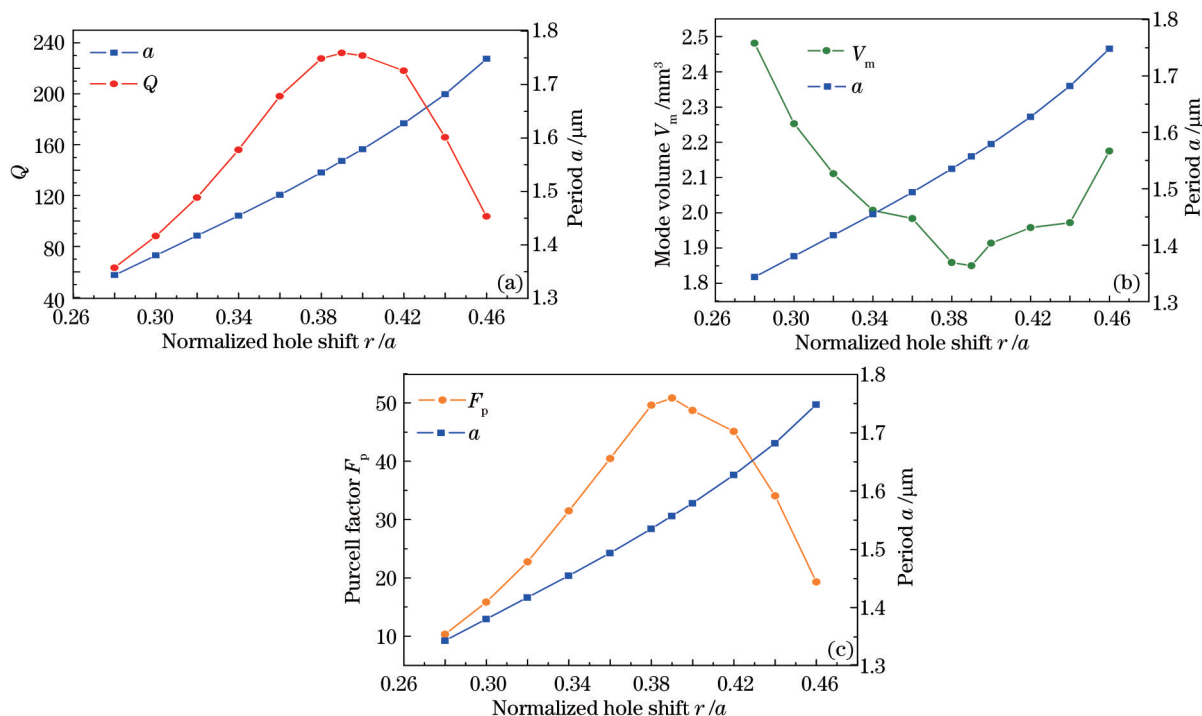 240
200
160
120
80
40
Q
a
Q
1.8
1.7
1.6
1.5
1.4
1.3
Period a /μm
(a)
0.26 0.30 0.34 0.38 0.42 0.46
Normalized hole shift r/a
2.5
2.4
2.3
2.2
2.1
2.0
1.9
1.8
Mode volume Vm /mm³
Vm
a
1.8
1.7
1.6
1.5
1.4
1.3
Period a /μm
(b)
0.26 0.30 0.34 0.38 0.42 0.46
Normalized hole shift r/a
50
40
30
20
10
Purcell factor Fp
Fp
a
1.8
1.7
1.6
1.5
1.4
1.3
Period a /μm
(c)
0.26 0.30 0.34 0.38 0.42 0.46
Normalized hole shift r/a